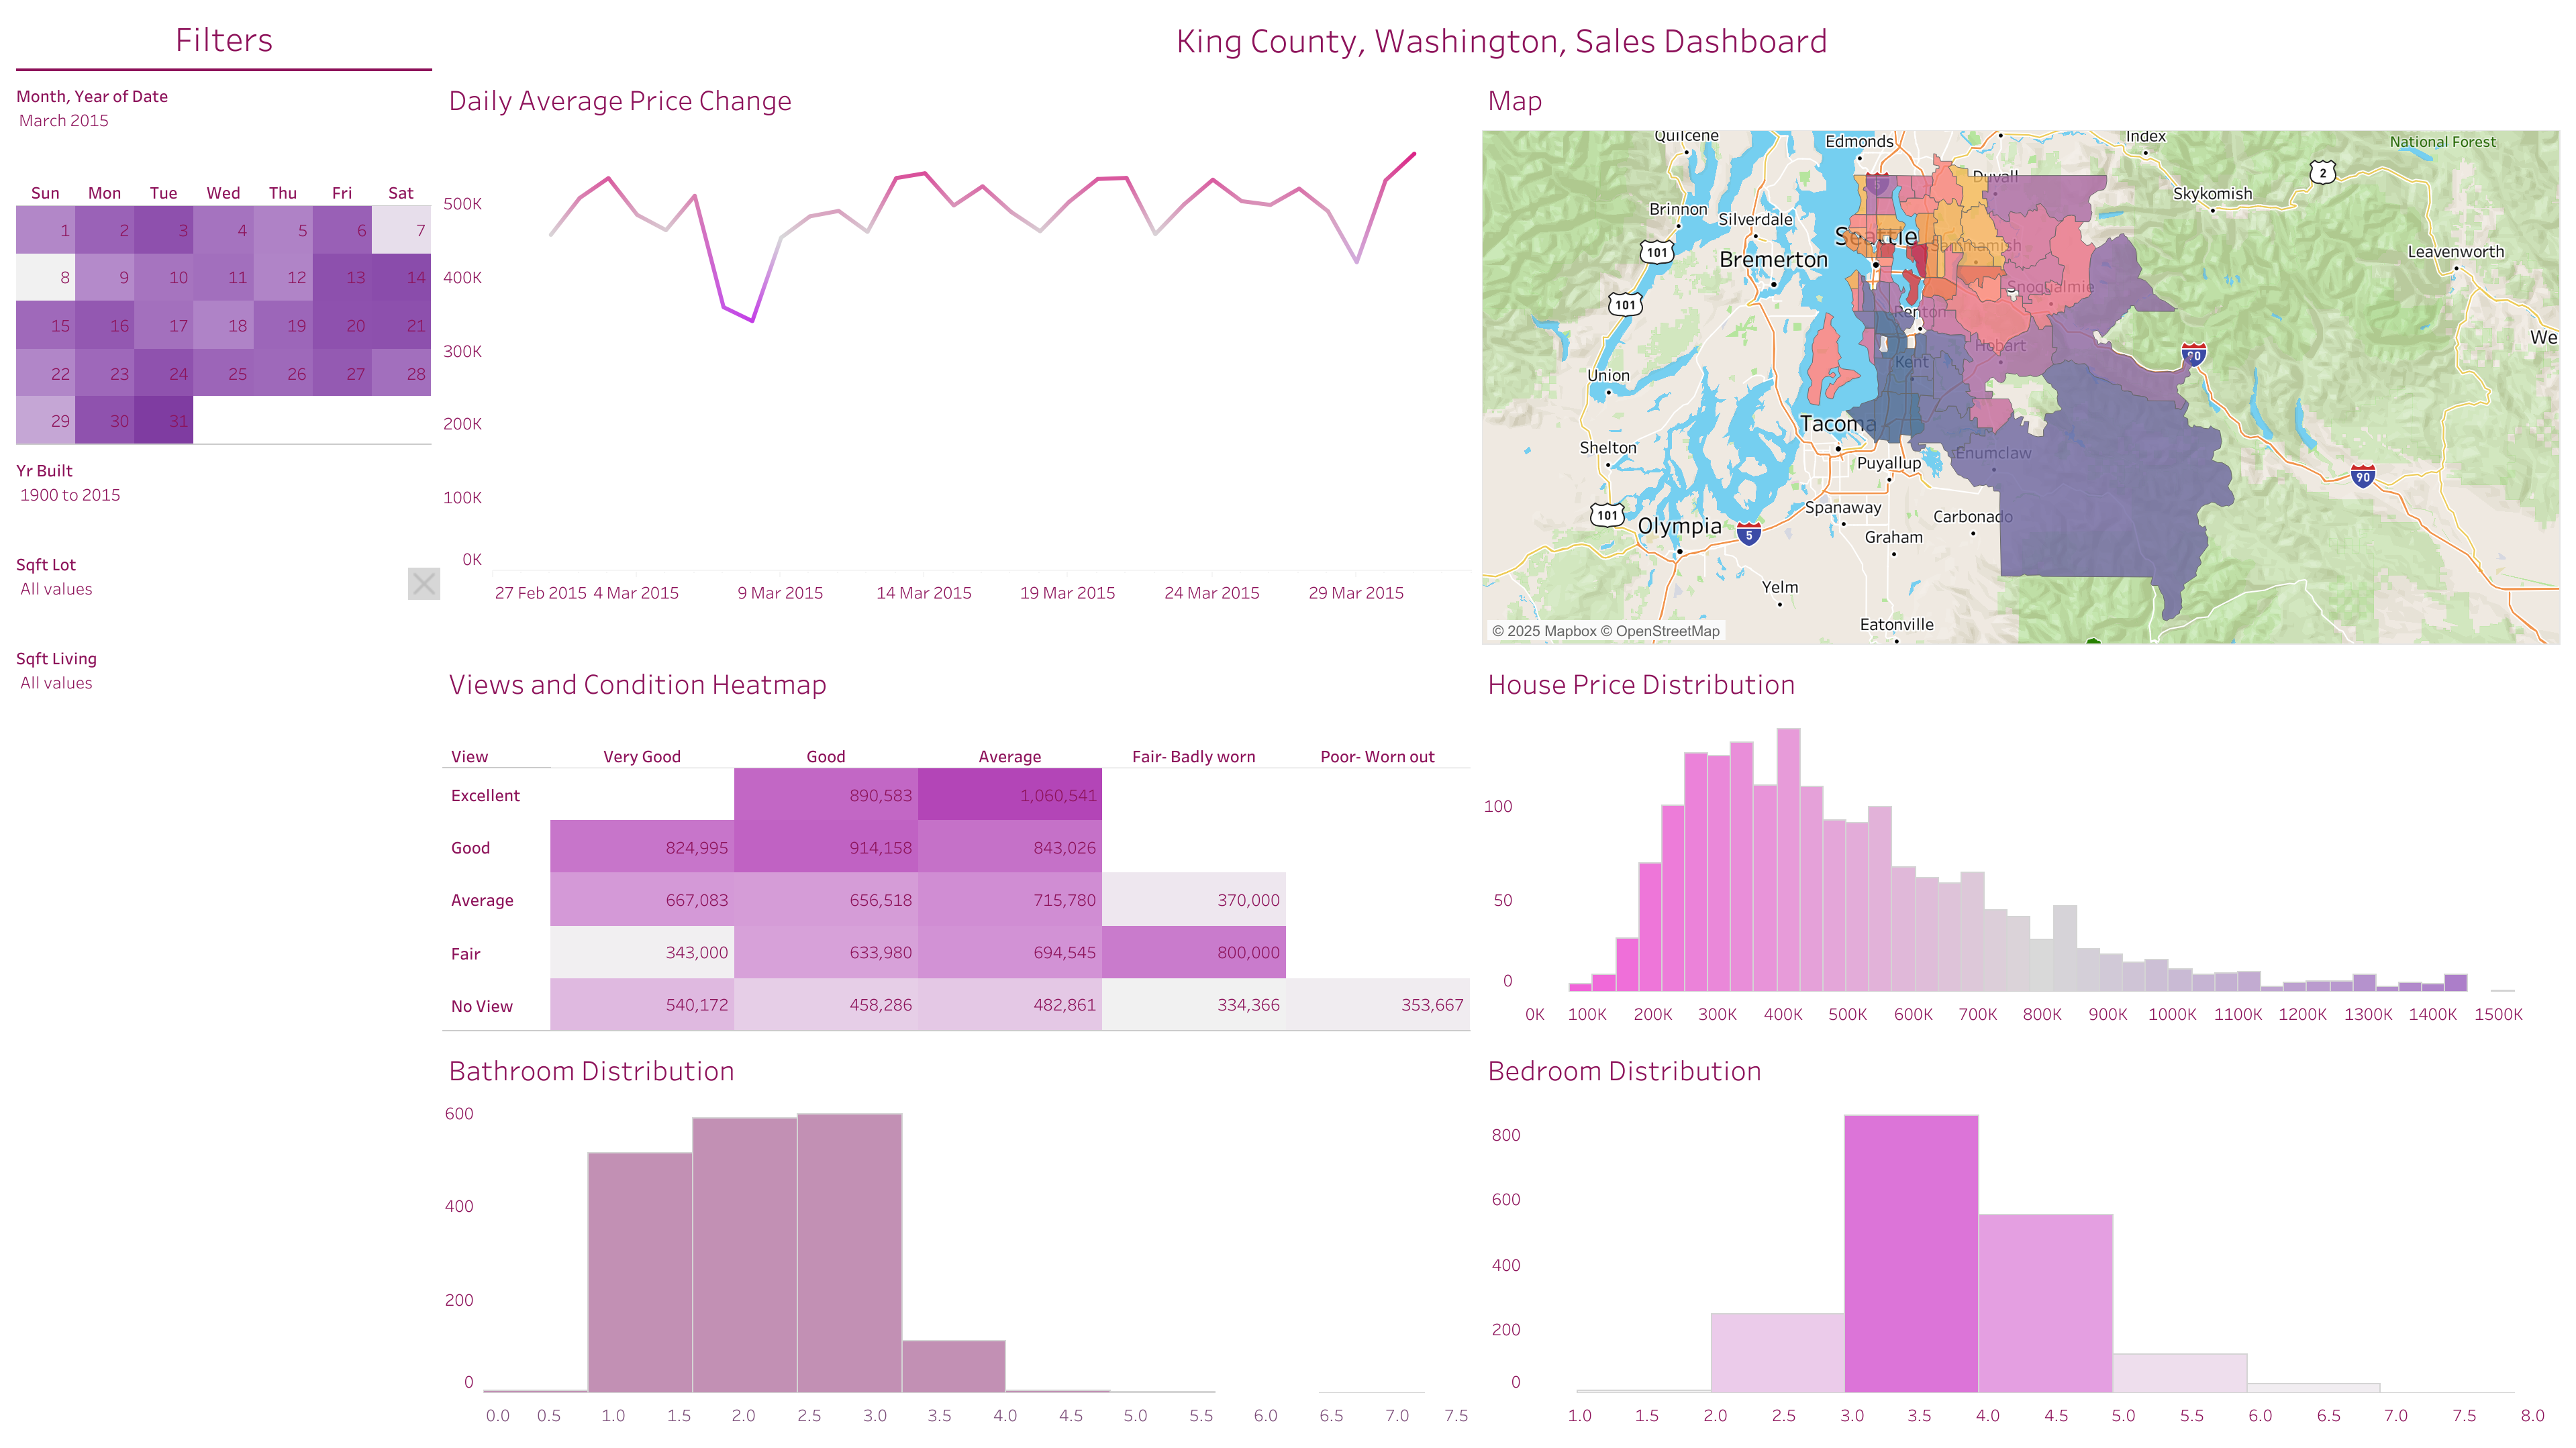 Filters
King County, Washington, Sales Dashboard
Month, Year of Date
March 2015
Sun Mon Tue Wed Thu Fri Sat
1 2 3 4 5 6 7
8 9 10 11 12 13 14
15 16 17 18 19 20 21
22 23 24 25 26 27 28
29 30 31
Yr Built
1900 to 2015
Sqft Lot
All values
Sqft Living
All values
Daily Average Price Change
500K
400K
300K
200K
100K
0K
27 Feb 2015 4 Mar 2015 9 Mar 2015 14 Mar 2015 19 Mar 2015 24 Mar 2015 29 Mar 2015
Map
Quilcene
Edmonds
Index
National Forest
Duvall
2
Skykomish
5
Brinnon
Silverdale
Seattle
Sammamish
101
Bremerton
Leavenworth
Snoqualmie
101
Renton
We
Hobart
90
Kent
Union
Tacoma
Shelton
Puyallup
Enumclaw
90
101
Spanaway
Carbonado
Olympia
5
Graham
Yelm
Eatonville
© 2025 Mapbox © OpenStreetMap
Views and Condition Heatmap
View Very Good Good Average Fair- Badly worn Poor- Worn out
Excellent 890,583 1,060,541
Good 824,995 914,158 843,026
Average 667,083 656,518 715,780 370,000
Fair 343,000 633,980 694,545 800,000
No View 540,172 458,286 482,861 334,366 353,667
House Price Distribution
100
50
0
0K 100K 200K 300K 400K 500K 600K 700K 800K 900K 1000K 1100K 1200K 1300K 1400K 1500K
Bathroom Distribution
600
400
200
0
0.0 0.5 1.0 1.5 2.0 2.5 3.0 3.5 4.0 4.5 5.0 5.5 6.0 6.5 7.0 7.5
Bedroom Distribution
800
600
400
200
0
1.0 1.5 2.0 2.5 3.0 3.5 4.0 4.5 5.0 5.5 6.0 6.5 7.0 7.5 8.0